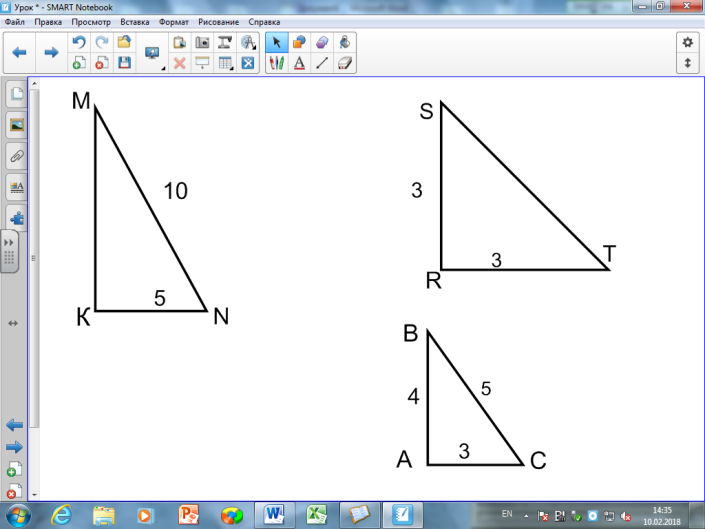 Урок * - SMART Notebook
Файл Правка Просмотр Вставка Формат Рисование Справка
M
10
5
К N
S
3
3
T
R
B
4
5
3
A C
EN
14:35
10.02.2018